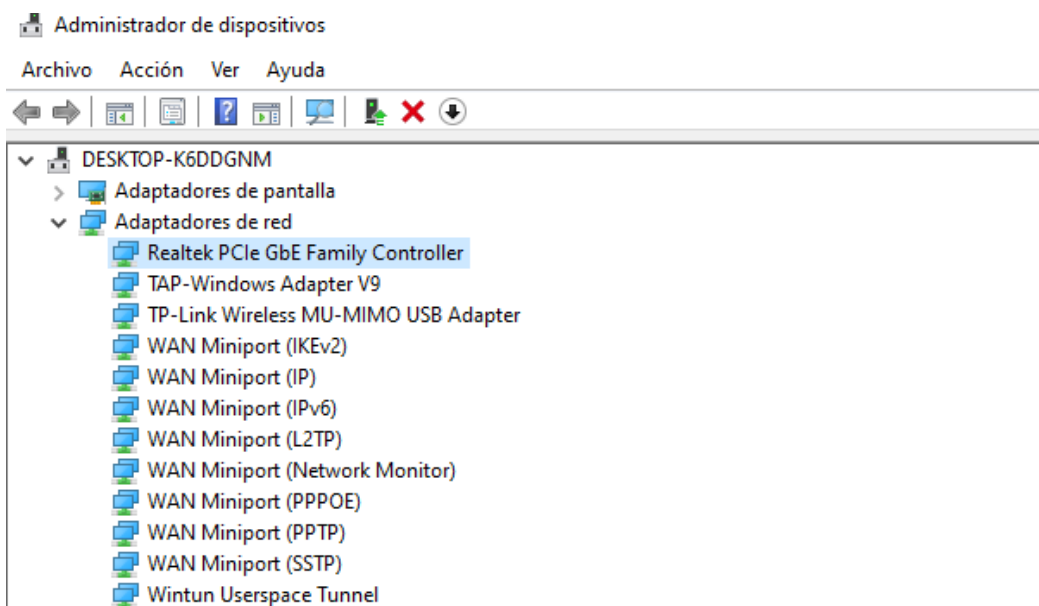 Administrador de dispositivos
Archivo Acción Ver Ayuda
DESKTOP-K6DDGNM
Adaptadores de pantalla
Adaptadores de red
Realtek PCIe GbE Family Controller
TAP-Windows Adapter V9
TP-Link Wireless MU-MIMO USB Adapter
WAN Miniport (IKEv2)
WAN Miniport (IP)
WAN Miniport (IPv6)
WAN Miniport (L2TP)
WAN Miniport (Network Monitor)
WAN Miniport (PPPOE)
WAN Miniport (PPTP)
WAN Miniport (SSTP)
Wintun Userspace Tunnel